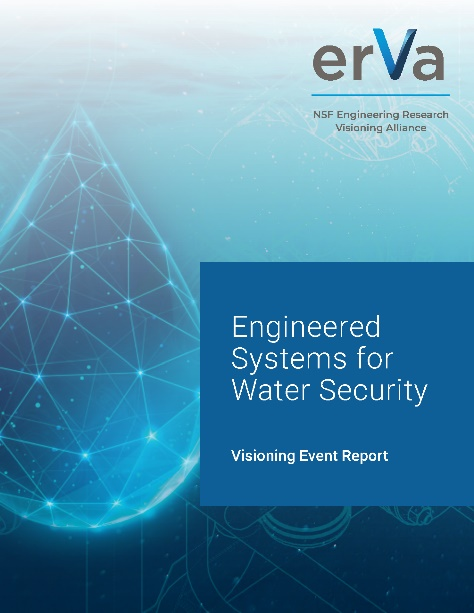 erVa
NSF Engineering Research
Visioning Alliance
Engineered
Systems for
Water Security
Visioning Event Report